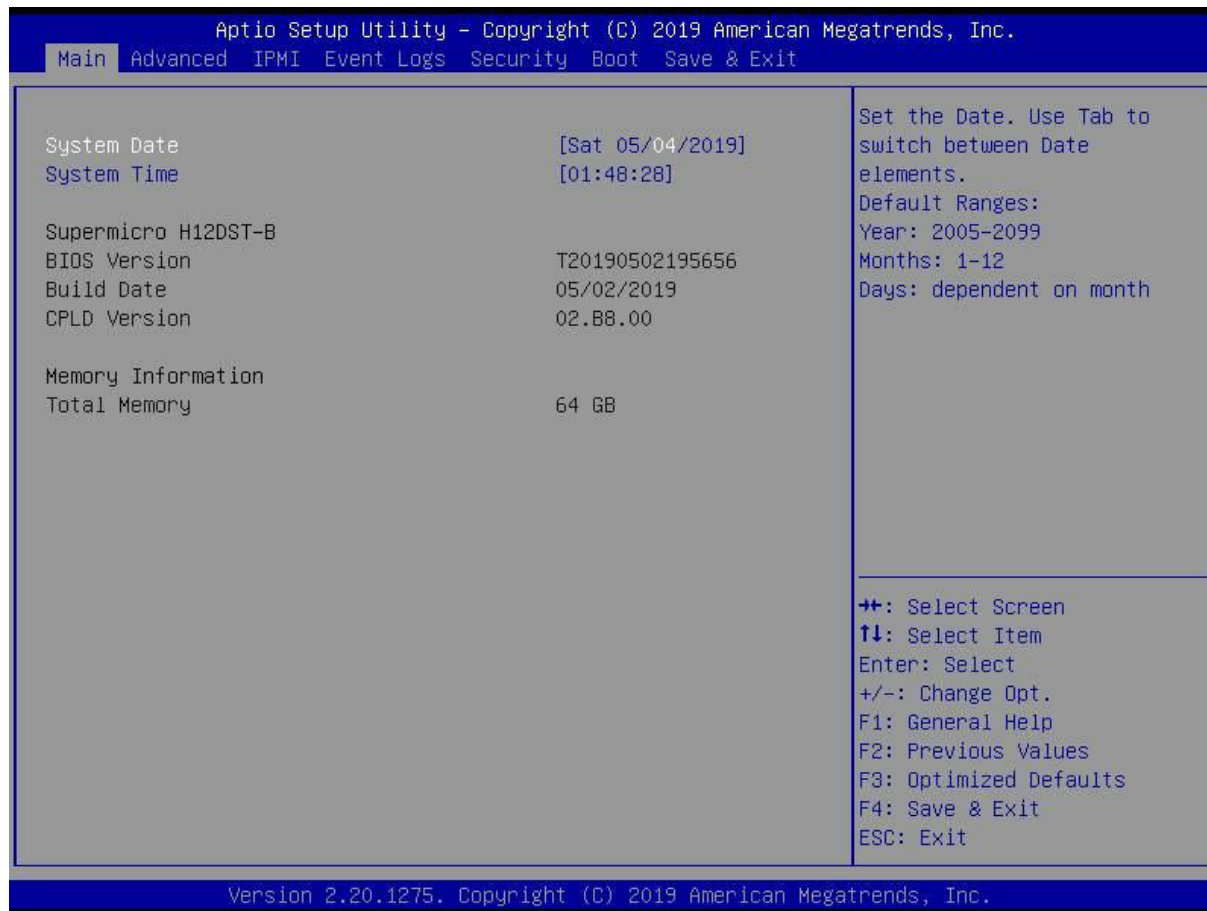 Aptio Setup Utility – Copyright (C) 2019 American Megatrends, Inc.
Main Advanced IPMI Event Logs Security Boot Save & Exit
System Date [Sat 05/04/2019]
System Time [01:48:28]
Supermicro H12DST-B
BIOS Version T20190502195656
Build Date 05/02/2019
CPLD Version 02.B8.00
Memory Information
Total Memory 64 GB
Set the Date. Use Tab to
switch between Date
elements.
Default Ranges:
Year: 2005-2099
Months: 1-12
Days: dependent on month
→←: Select Screen
↑↓: Select Item
Enter: Select
+/-: Change Opt.
F1: General Help
F2: Previous Values
F3: Optimized Defaults
F4: Save & Exit
ESC: Exit
Version 2.20.1275. Copyright (C) 2019 American Megatrends, Inc.